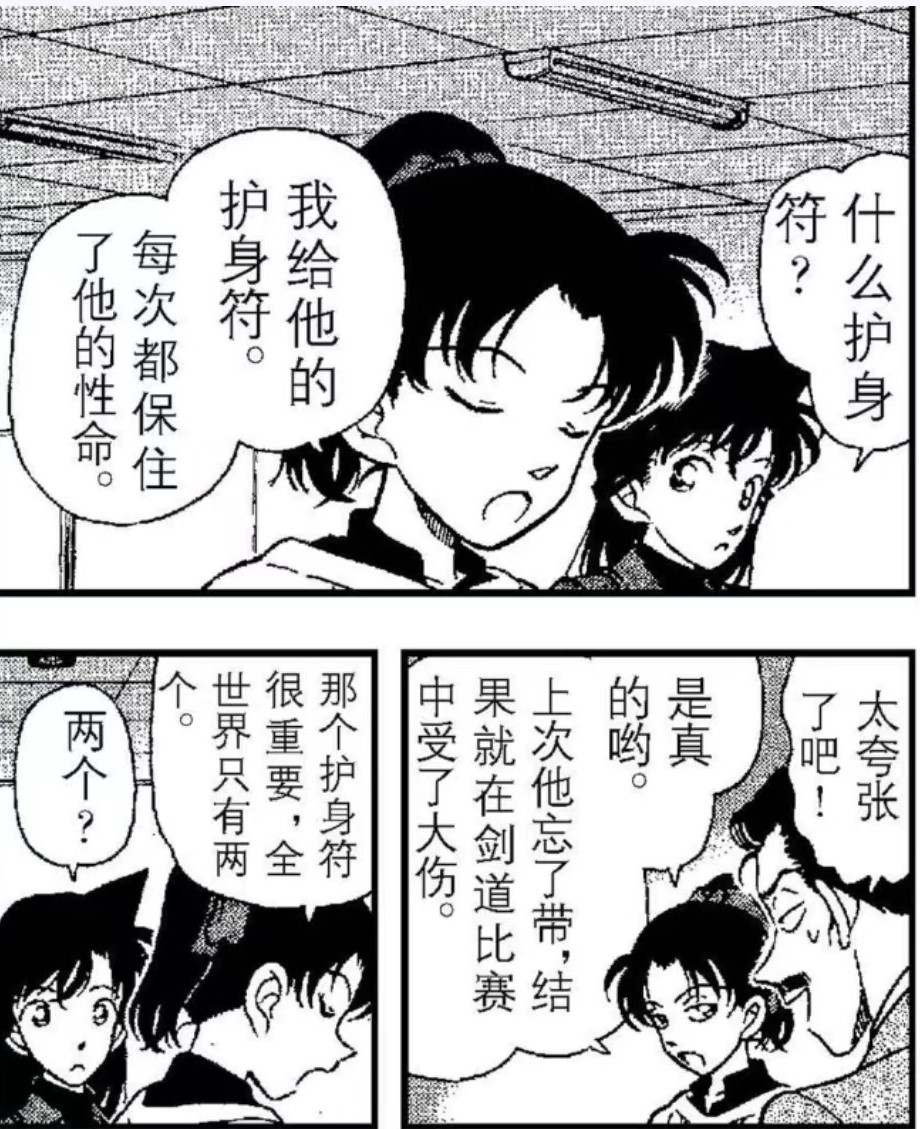 什么护身
符？
我给他的
护身符。
每次都保住
了他的性命。
太夸张
了吧！
是真
的哟。
上次他忘了带，结
果就在剑道比赛
中受了大伤。
那个护身符
很重要，全
世界只有两
个。
两个？